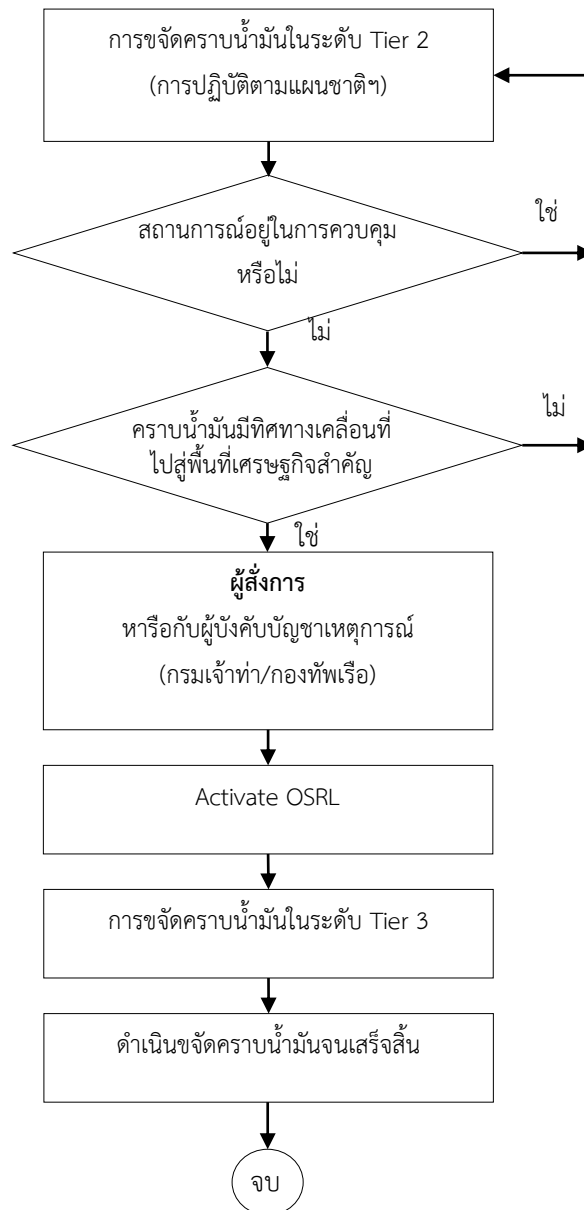 การขจัดคราบน้ำมันในระดับ Tier 2
(การปฏิบัติตามแผนชาติฯ)
สถานการณ์อยู่ในการควบคุม
หรือไม่
ใช่
ไม่
คราบน้ำมันมีทิศทางเคลื่อนที่
ไปสู่พื้นที่เศรษฐกิจสำคัญ
ไม่
ใช่
ผู้สั่งการ
หารือกับผู้บังคับบัญชาเหตุการณ์
(กรมเจ้าท่า/กองทัพเรือ)
Activate OSRL
การขจัดคราบน้ำมันในระดับ Tier 3
ดำเนินขจัดคราบน้ำมันจนเสร็จสิ้น
จบ